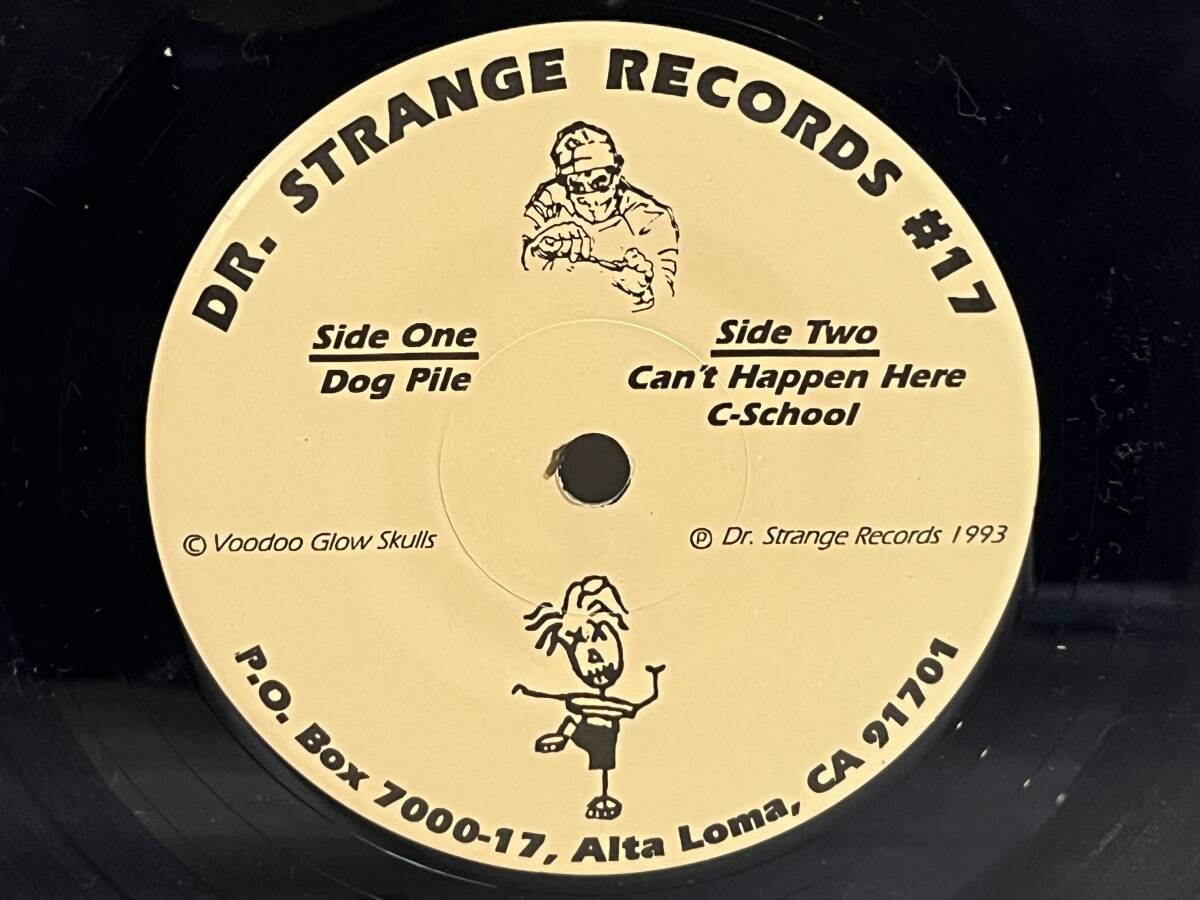 DR. STRANGE RECORDS #17
Side One
Dog Pile
Side Two
Can't Happen Here
C-School
© Voodoo Glow Skulls
℗ Dr. Strange Records 1993
P.O. Box 7000-17, Alta Loma, CA 91701